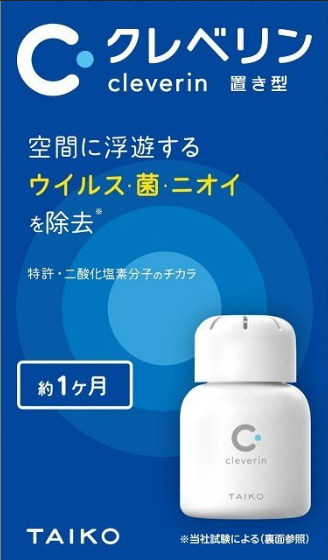 クレベリン
cleverin 置き型
空間に浮遊する
ウイルス・菌・ニオイ
を除去※
特許・二酸化塩素分子のチカラ
約1ヶ月
cleverin
TAIKO
TAIKO
※当社試験による(裏面参照)